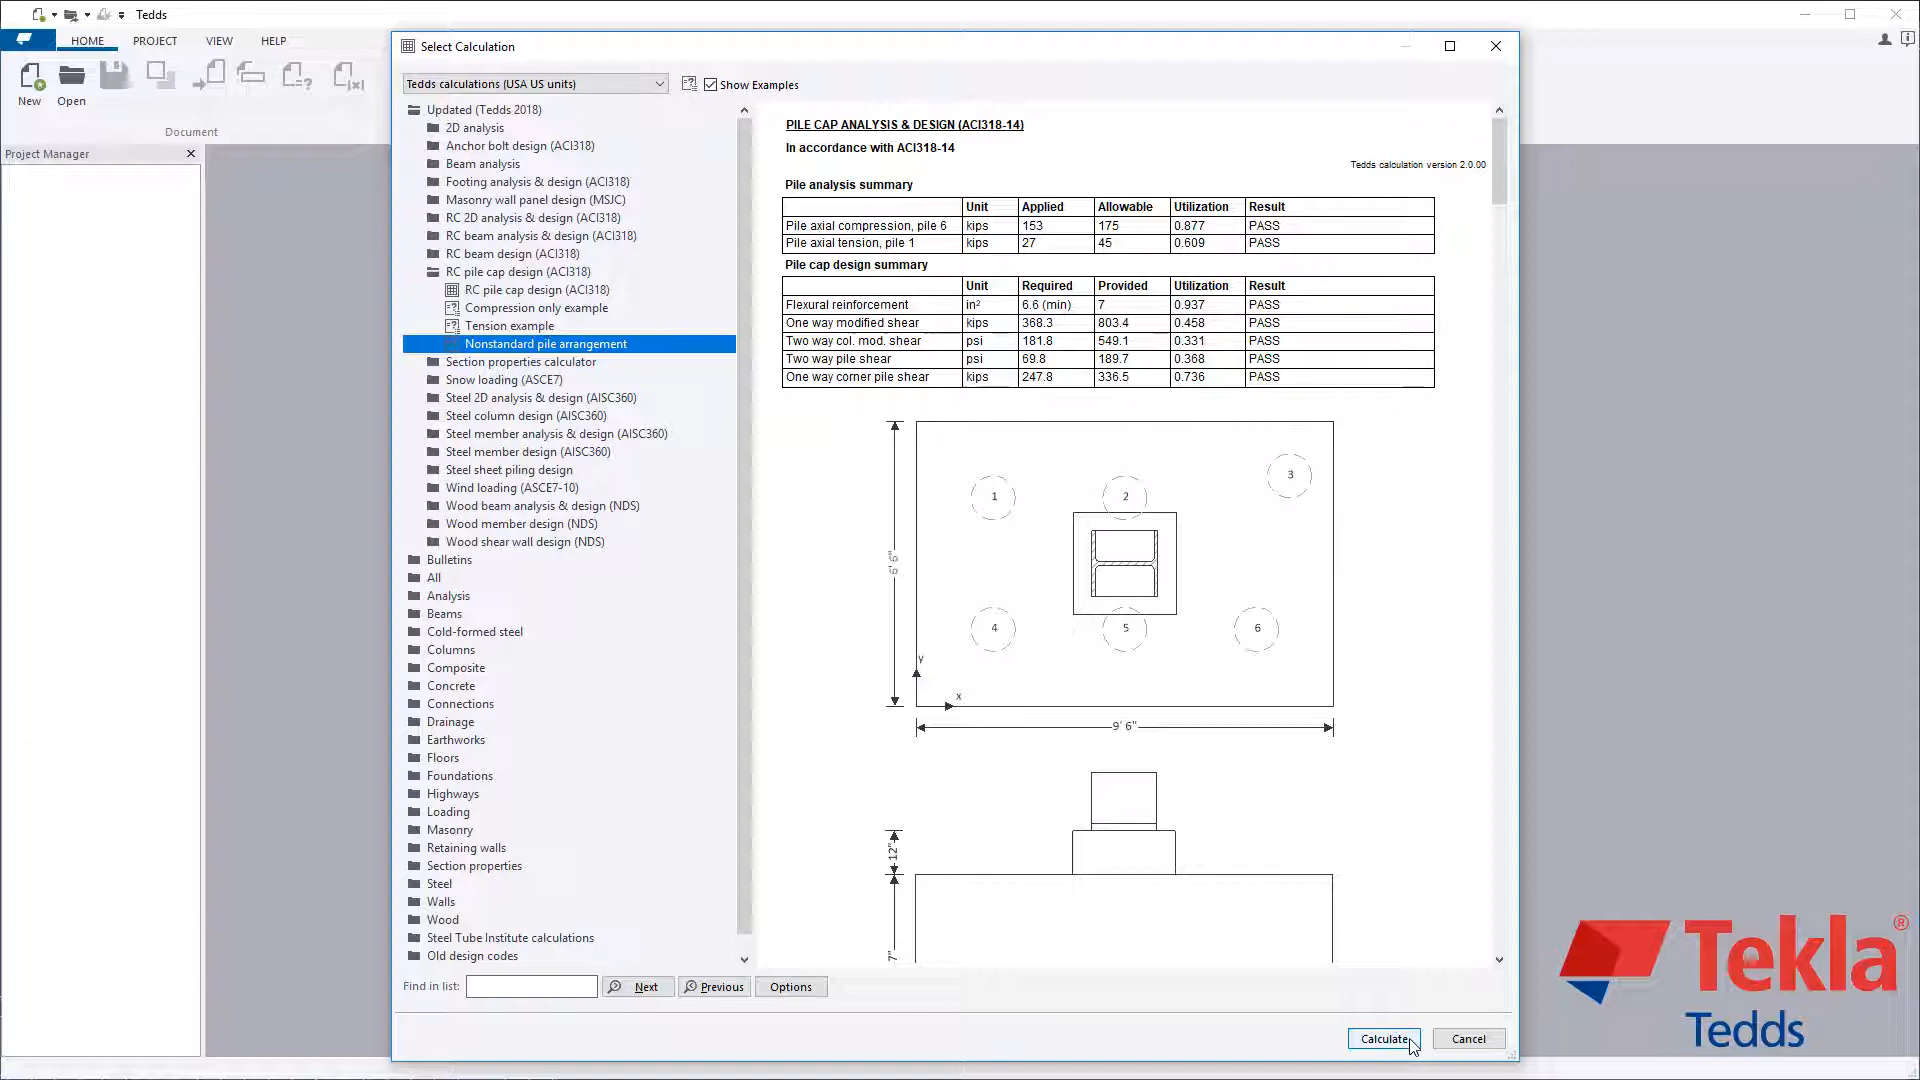 Tedds
HOME PROJECT VIEW HELP
New Open
Document
Project Manager
Select Calculation
Tedds calculations (USA US units)
Show Examples
Updated (Tedds 2018)
2D analysis
Anchor bolt design (ACI318)
Beam analysis
Footing analysis & design (ACI318)
Masonry wall panel design (MSJC)
RC 2D analysis & design (ACI318)
RC beam analysis & design (ACI318)
RC beam design (ACI318)
RC pile cap design (ACI318)
RC pile cap design (ACI318)
Compression only example
Tension example
Nonstandard pile arrangement
Section properties calculator
Snow loading (ASCE7)
Steel 2D analysis & design (AISC360)
Steel column design (AISC360)
Steel member analysis & design (AISC360)
Steel member design (AISC360)
Steel sheet piling design
Wind loading (ASCE7-10)
Wood beam analysis & design (NDS)
Wood member design (NDS)
Wood shear wall design (NDS)
Bulletins
All
Analysis
Beams
Cold-formed steel
Columns
Composite
Concrete
Connections
Drainage
Earthworks
Floors
Foundations
Highways
Loading
Masonry
Retaining walls
Section properties
Steel
Walls
Wood
Steel Tube Institute calculations
Old design codes
Find in list: Next Previous Options
PILE CAP ANALYSIS & DESIGN (ACI318-14)
In accordance with ACI318-14
Tedds calculation version 2.0.00
Pile analysis summary
Unit Applied Allowable Utilization Result
Pile axial compression, pile 6 kips 153 175 0.877 PASS
Pile axial tension, pile 1 kips 27 45 0.609 PASS
Pile cap design summary
Unit Required Provided Utilization Result
Flexural reinforcement in² 6.6 (min) 7 0.937 PASS
One way modified shear kips 368.3 803.4 0.458 PASS
Two way col. mod. shear psi 181.8 549.1 0.331 PASS
Two way pile shear psi 69.8 189.7 0.368 PASS
One way corner pile shear kips 247.8 336.5 0.736 PASS
3
1 2
6' 6"
4 5 6
y
x
9' 6"
12"
7"
Calculate Cancel
Tekla®
Tedds